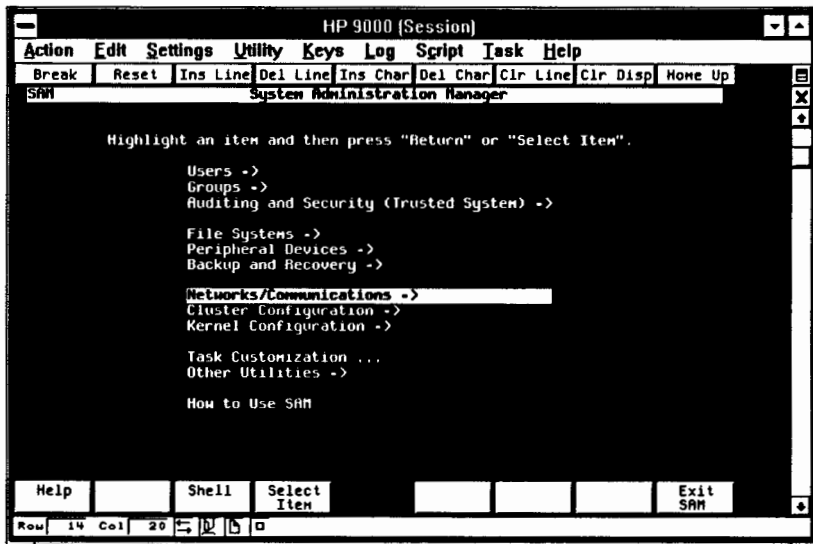 HP 9000 (Session)
Action Edit Settings Utility Keys Log Script Task Help
Break Reset Ins Line Del Line Ins Char Del Char Clr Line Clr Disp Home Up
SAM System Administration Manager
Highlight an item and then press "Return" or "Select Item".
Users ->
Groups ->
Auditing and Security (Trusted System) ->
File Systems ->
Peripheral Devices ->
Backup and Recovery ->
Networks/Communications ->
Cluster Configuration ->
Kernel Configuration ->
Task Customization ...
Other Utilities ->
How to Use SAM
Help Shell Select Item Exit SAM
Row 14 Col 20